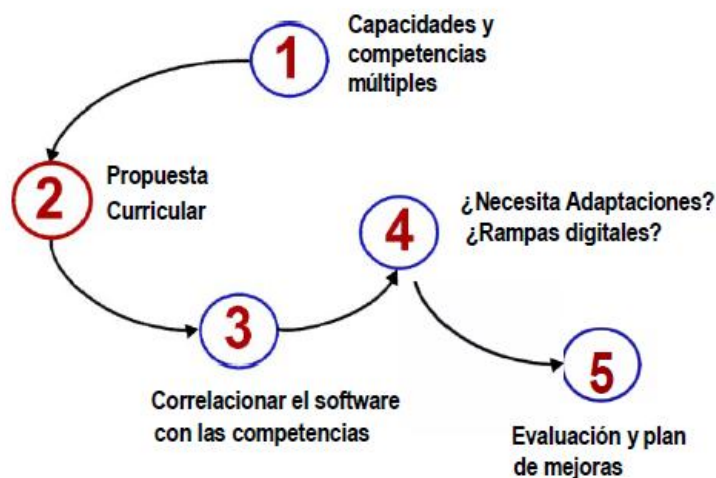 1
Capacidades y
competencias
múltiples
2
Propuesta
Curricular
3
Correlacionar el software
con las competencias
4
¿Necesita Adaptaciones?
¿Rampas digitales?
5
Evaluación y plan
de mejoras